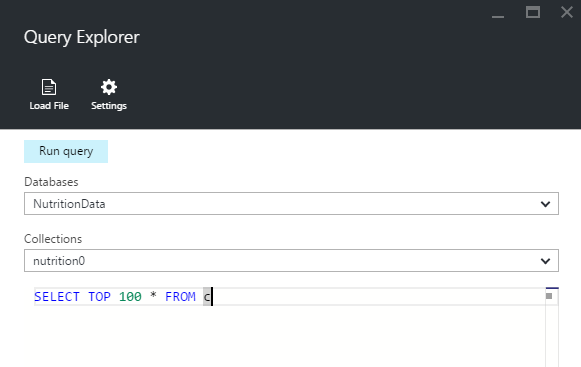 Query Explorer
Load File Settings
Run query
Databases
NutritionData
Collections
nutrition0
SELECT TOP 100 * FROM c